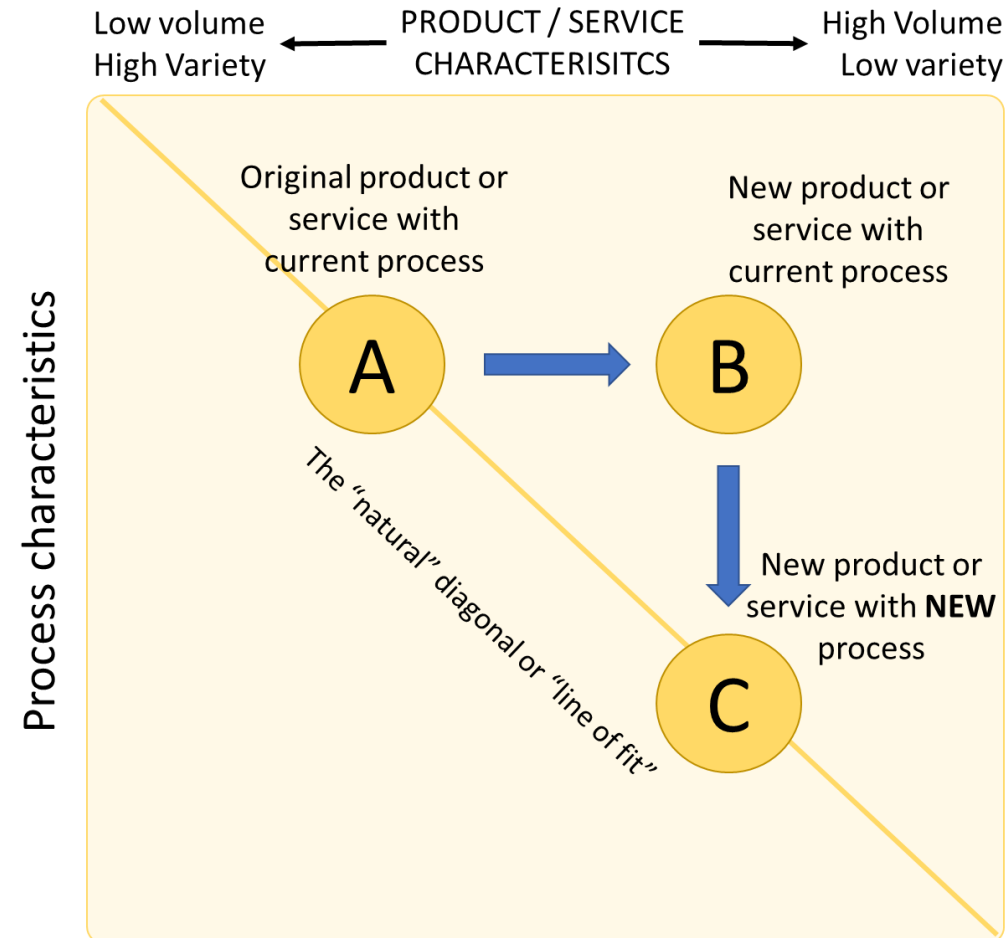 Low volume
High Variety
PRODUCT / SERVICE
CHARACTERISITCS
High Volume
Low variety
Process characteristics
Original product or
service with
current process
New product or
service with
current process
A
B
The “natural” diagonal or “line of fit”
New product or
service with NEW
process
C